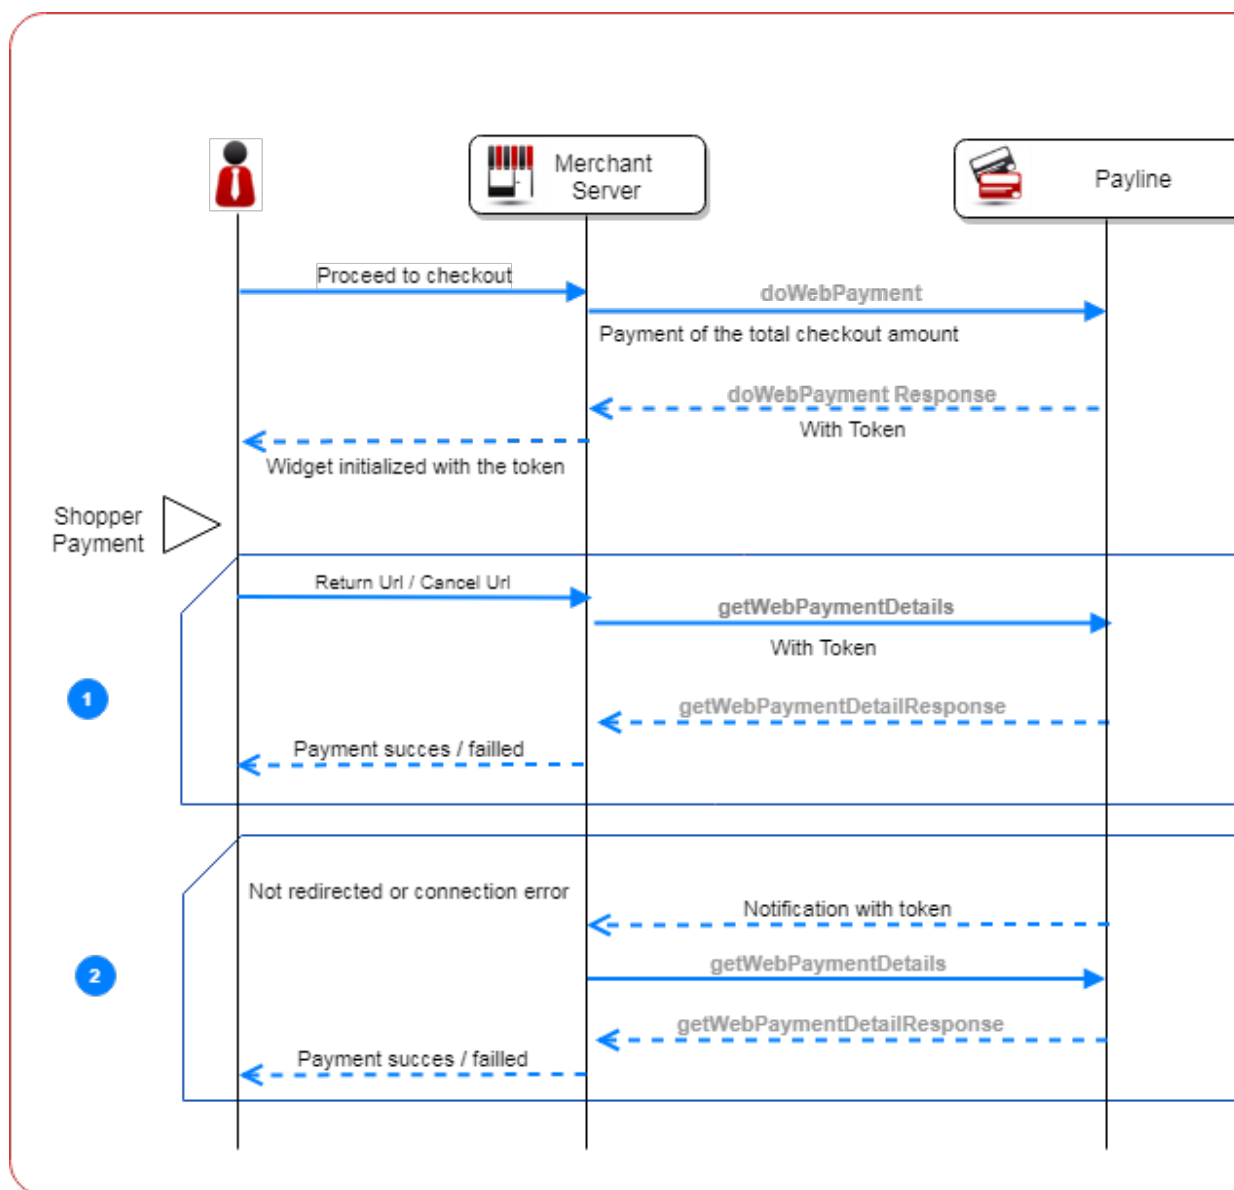 Merchant
Server
Payline
Proceed to checkout
doWebPayment
Payment of the total checkout amount
doWebPayment Response
With Token
Widget initialized with the token
Shopper
Payment
Return Url / Cancel Url
getWebPaymentDetails
With Token
1
getWebPaymentDetailResponse
Payment succes / failled
Not redirected or connection error
Notification with token
2
getWebPaymentDetails
getWebPaymentDetailResponse
Payment succes / failled